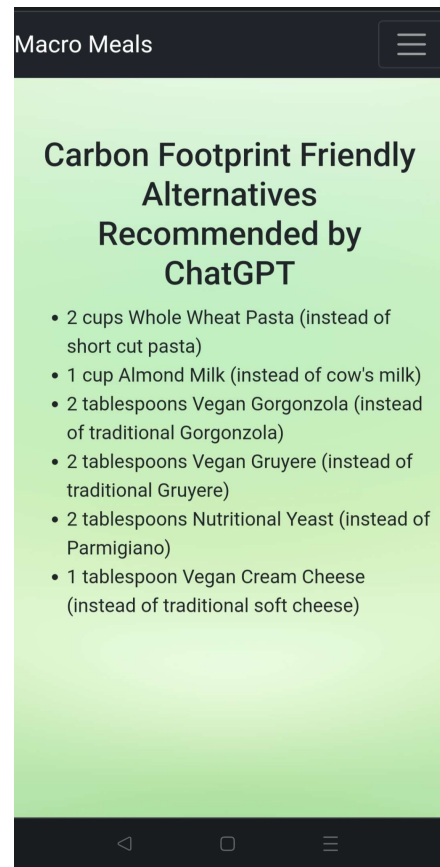 Macro Meals
Carbon Footprint Friendly
Alternatives
Recommended by
ChatGPT
• 2 cups Whole Wheat Pasta (instead of
short cut pasta)
• 1 cup Almond Milk (instead of cow's milk)
• 2 tablespoons Vegan Gorgonzola (instead
of traditional Gorgonzola)
• 2 tablespoons Vegan Gruyere (instead of
traditional Gruyere)
• 2 tablespoons Nutritional Yeast (instead of
Parmigiano)
• 1 tablespoon Vegan Cream Cheese
(instead of traditional soft cheese)